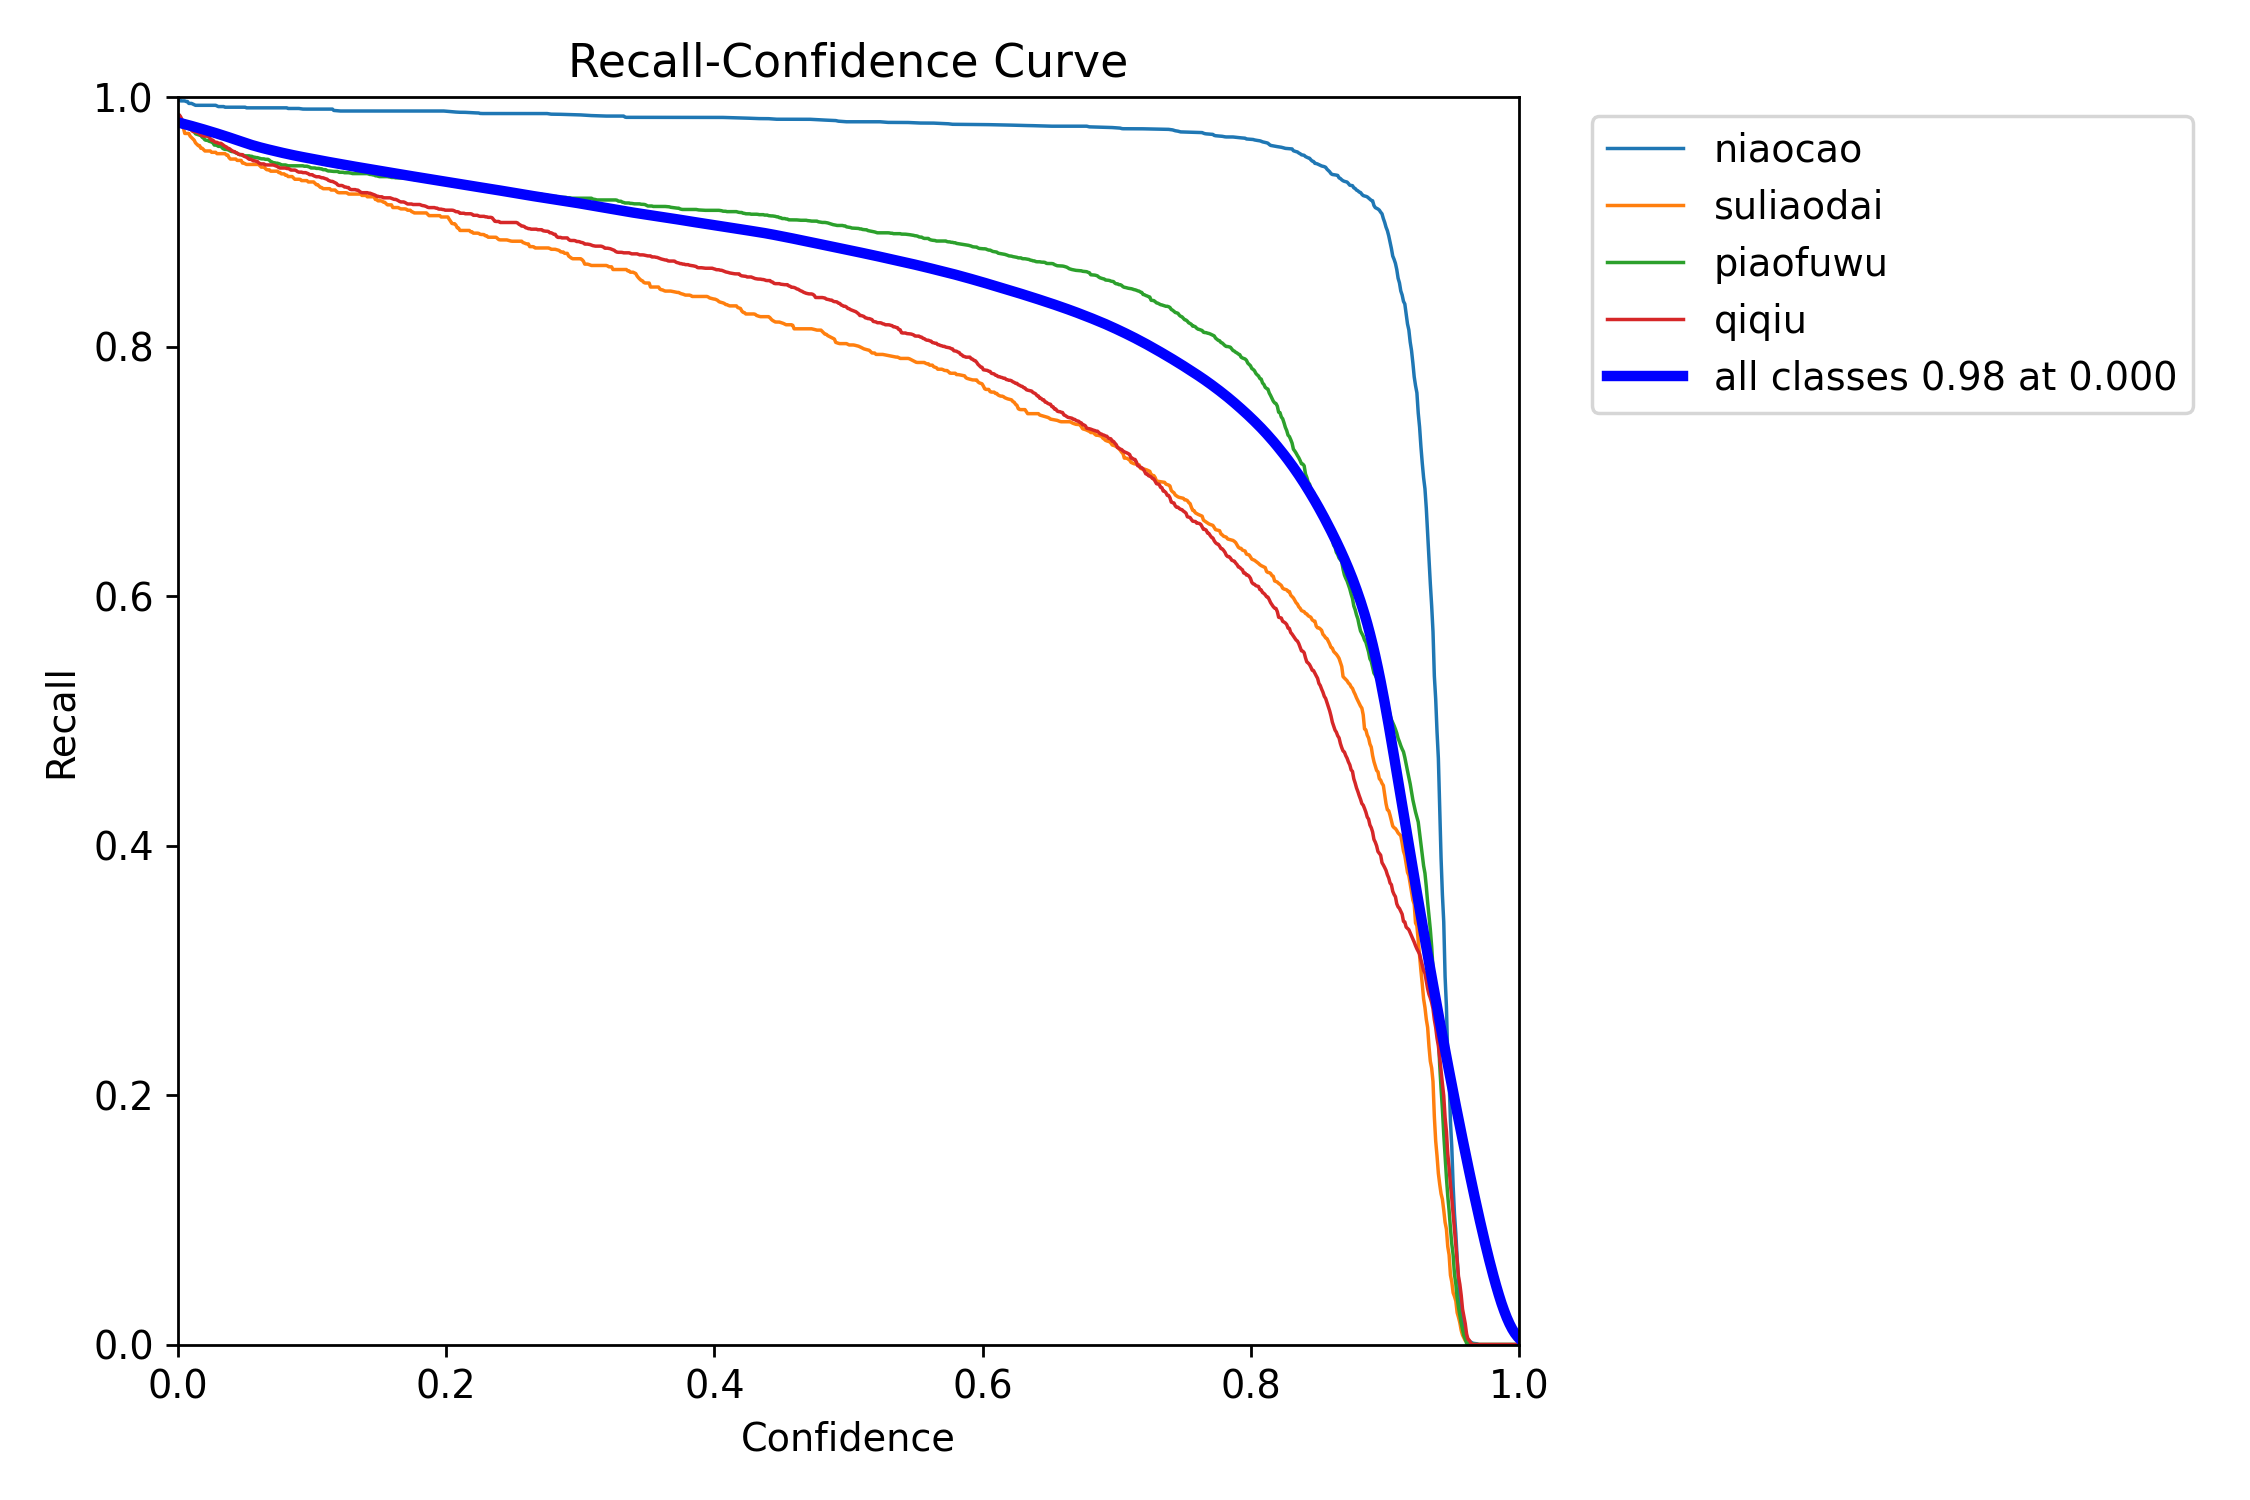 Recall-Confidence Curve
1.0
0.8
0.6
0.4
0.2
0.0
0.0 0.2 0.4 0.6 0.8 1.0
Recall
Confidence
niaocao
suliaodai
piaofuwu
qiqiu
all classes 0.98 at 0.000